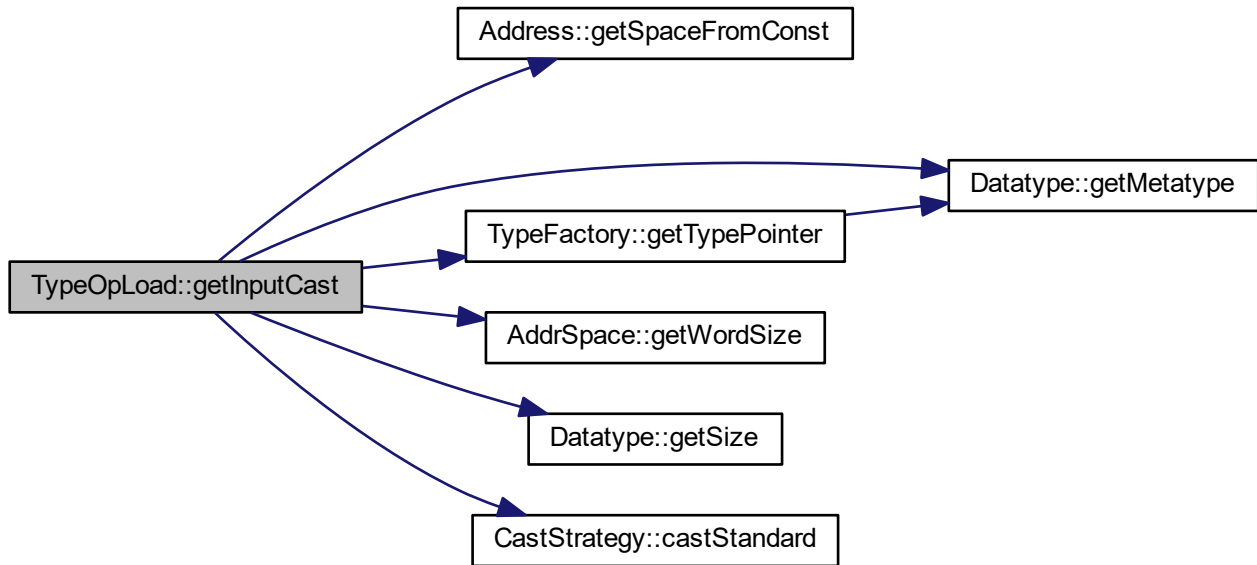 Address::getSpaceFromConst
Datatype::getMetatype
TypeFactory::getTypePointer
TypeOpLoad::getInputCast
AddrSpace::getWordSize
Datatype::getSize
CastStrategy::castStandard